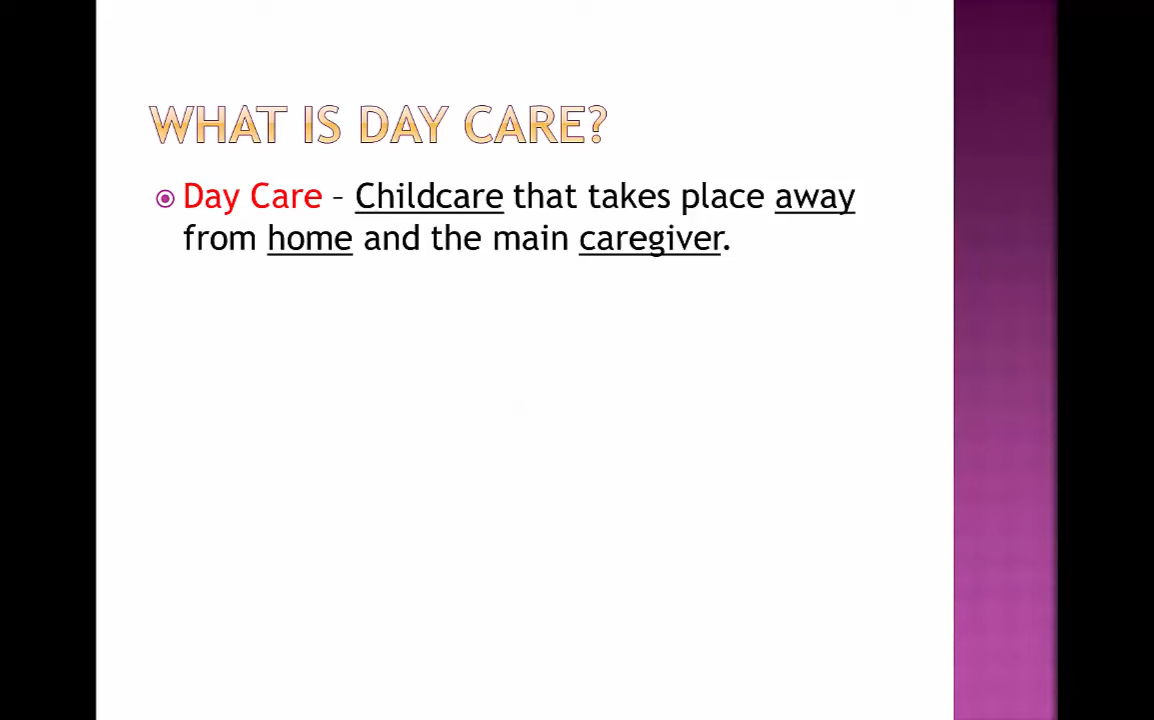 WHAT IS DAY CARE?
Day Care – Childcare that takes place away
from home and the main caregiver.